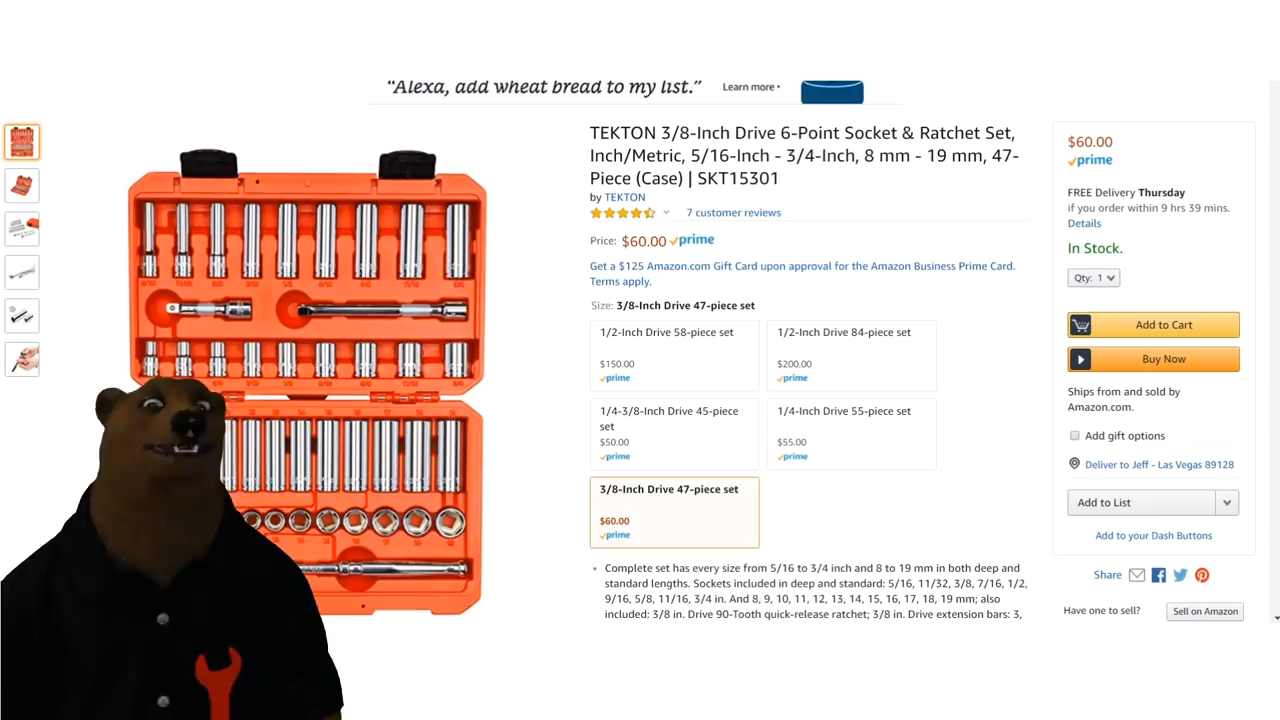 “Alexa, add wheat bread to my list.”
Learn more
TEKTON 3/8-Inch Drive 6-Point Socket & Ratchet Set,
Inch/Metric, 5/16-Inch - 3/4-Inch, 8 mm - 19 mm, 47-
Piece (Case) | SKT15301
by TEKTON
7 customer reviews
Price: $60.00 prime
Get a $125 Amazon.com Gift Card upon approval for the Amazon Business Prime Card.
Terms apply.
Size: 3/8-Inch Drive 47-piece set
1/2-Inch Drive 58-piece set
$150.00
prime
1/2-Inch Drive 84-piece set
$200.00
prime
1/4-3/8-Inch Drive 45-piece
set
$50.00
prime
1/4-Inch Drive 55-piece set
$55.00
prime
3/8-Inch Drive 47-piece set
$60.00
prime
Complete set has every size from 5/16 to 3/4 inch and 8 to 19 mm in both deep and
standard lengths. Sockets included in deep and standard: 5/16, 11/32, 3/8, 7/16, 1/2,
9/16, 5/8, 11/16, 3/4 in. And 8, 9, 10, 11, 12, 13, 14, 15, 16, 17, 18, 19 mm; also
included: 3/8 in. Drive 90-Tooth quick-release ratchet; 3/8 in. Drive extension bars: 3,
$60.00
prime
FREE Delivery Thursday
if you order within 9 hrs 39 mins.
Details
In Stock.
Qty: 1
Add to Cart
Buy Now
Ships from and sold by
Amazon.com.
Add gift options
Deliver to Jeff - Las Vegas 89128
Add to List
Add to your Dash Buttons
Share
Have one to sell?
Sell on Amazon